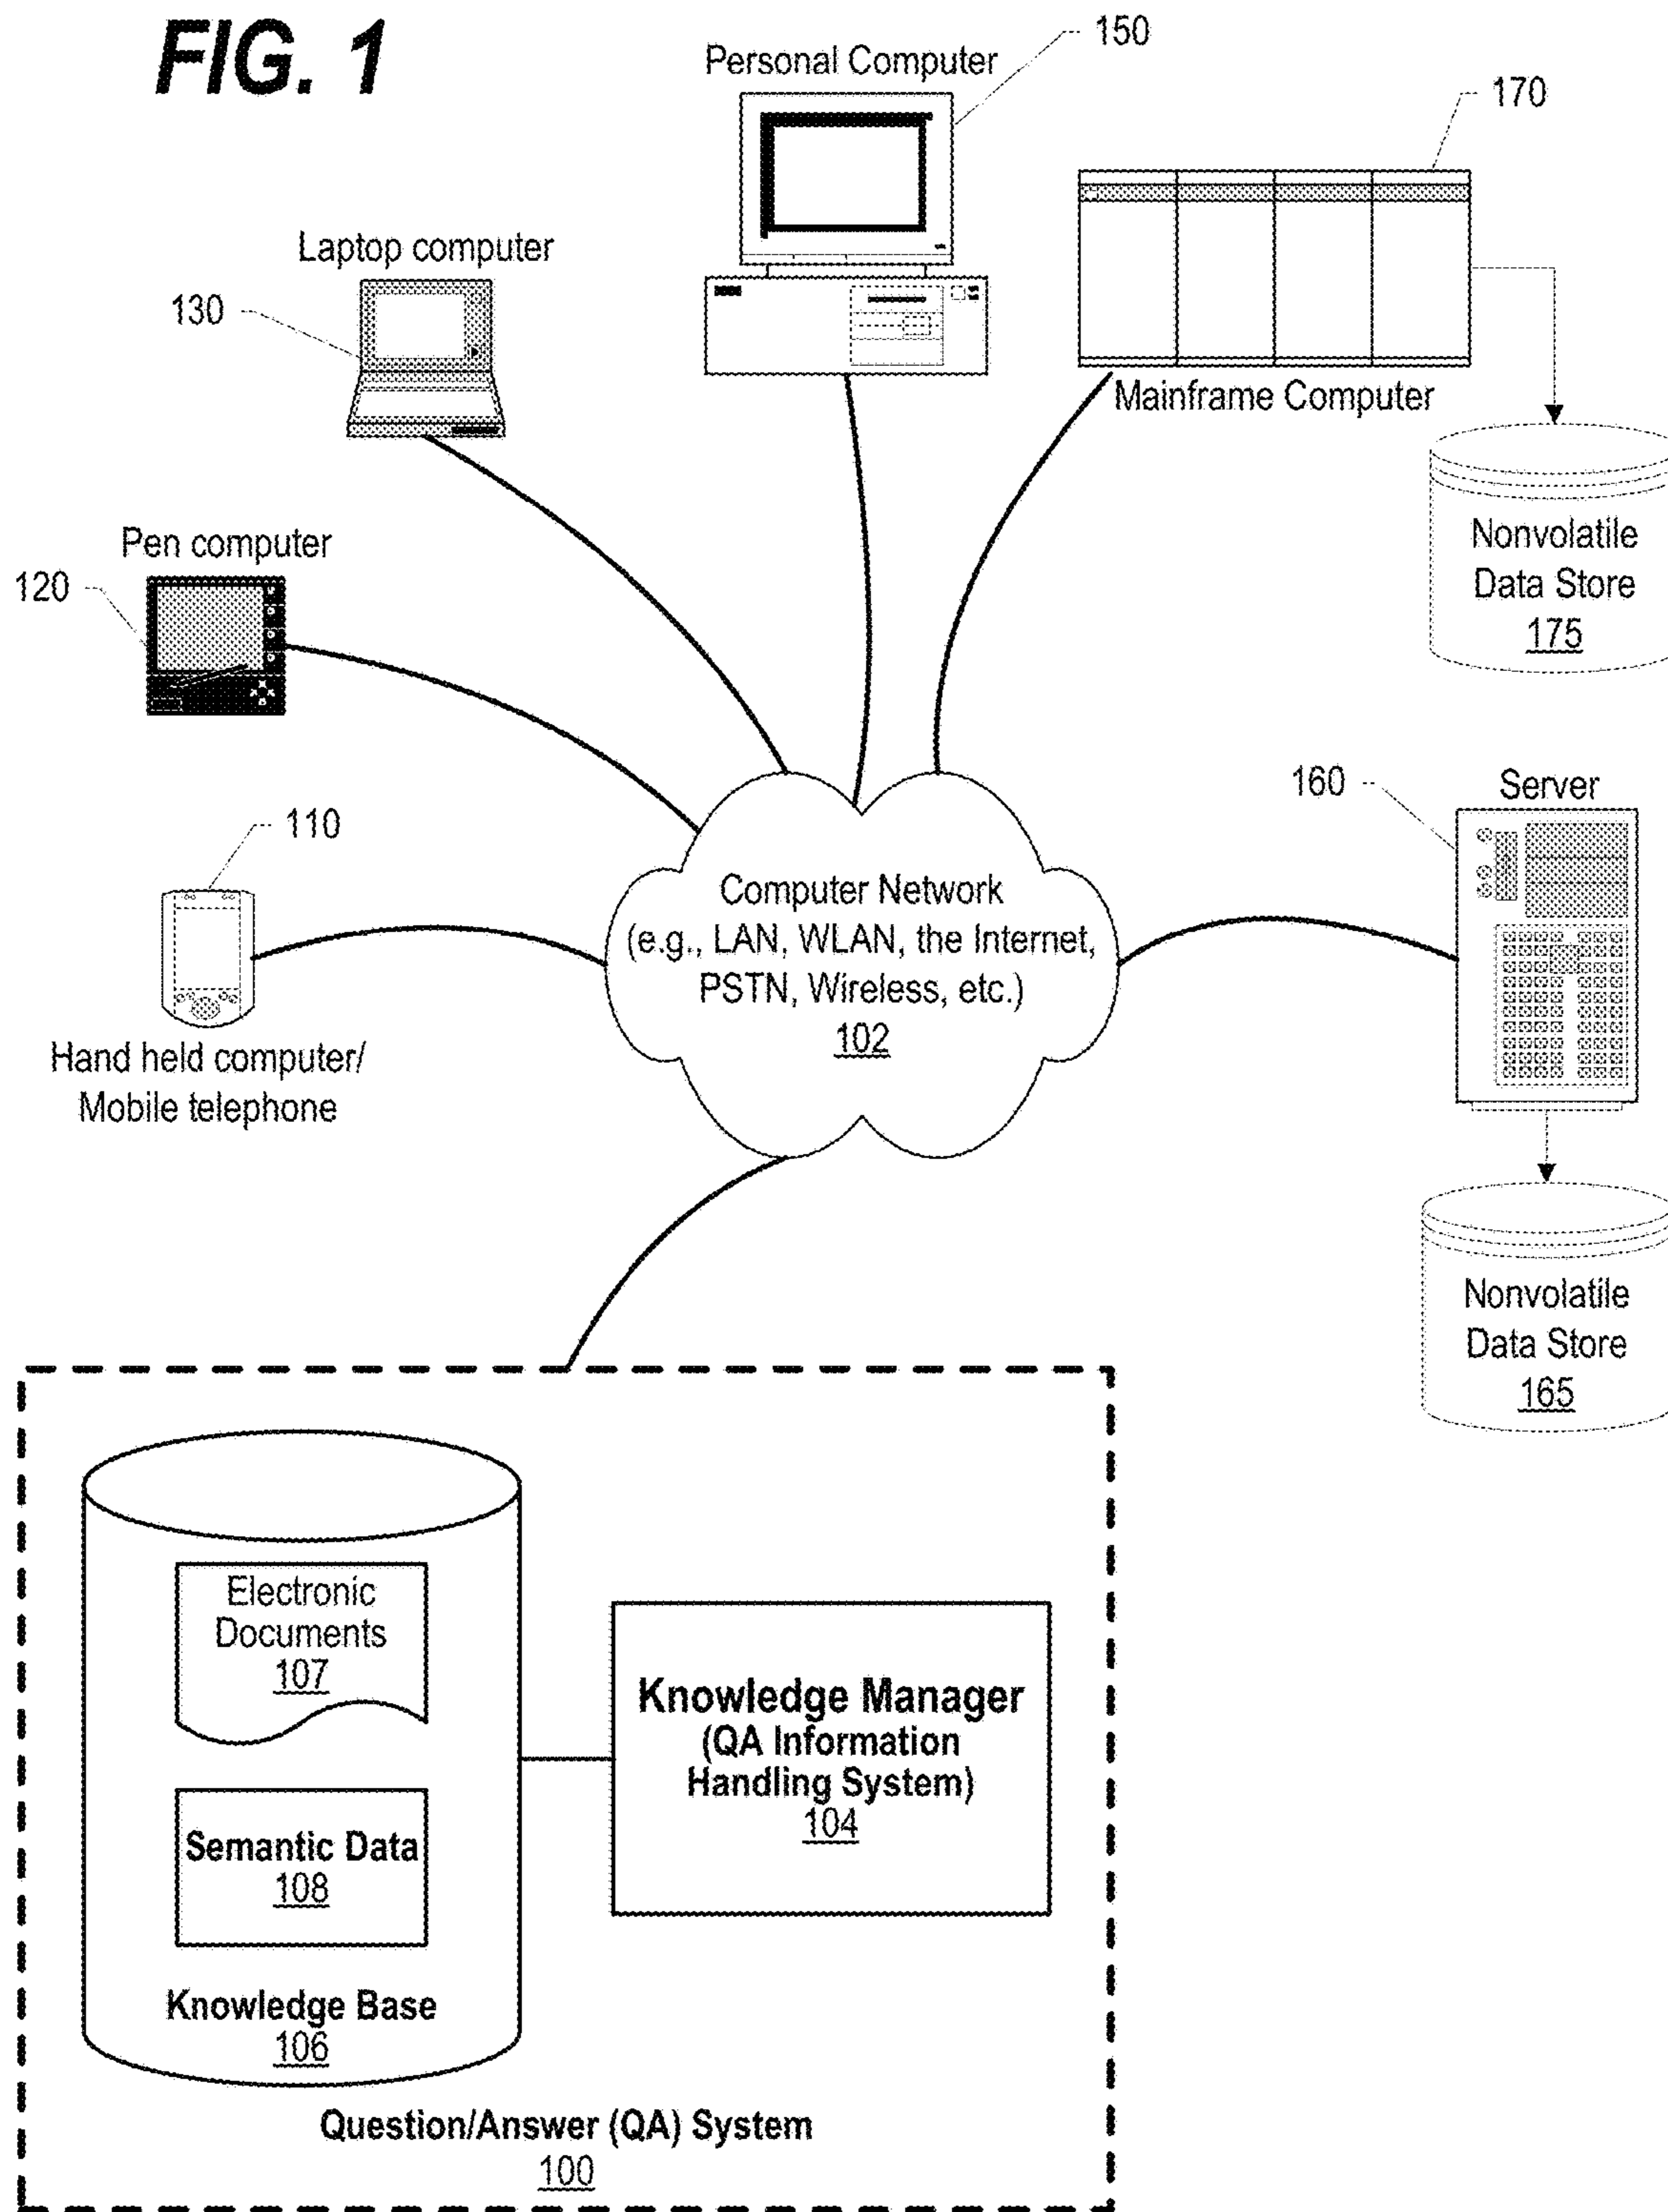 FIG. 1
Personal Computer
150
170
Laptop computer
130
Mainframe Computer
Pen computer
120
Nonvolatile
Data Store
175
110
Hand held computer/
Mobile telephone
Computer Network
(e.g., LAN, WLAN, the Internet,
PSTN, Wireless, etc.)
102
160
Server
Nonvolatile
Data Store
165
Electronic
Documents
107
Semantic Data
108
Knowledge Base
106
Knowledge Manager
(QA Information
Handling System)
104
Question/Answer (QA) System
100